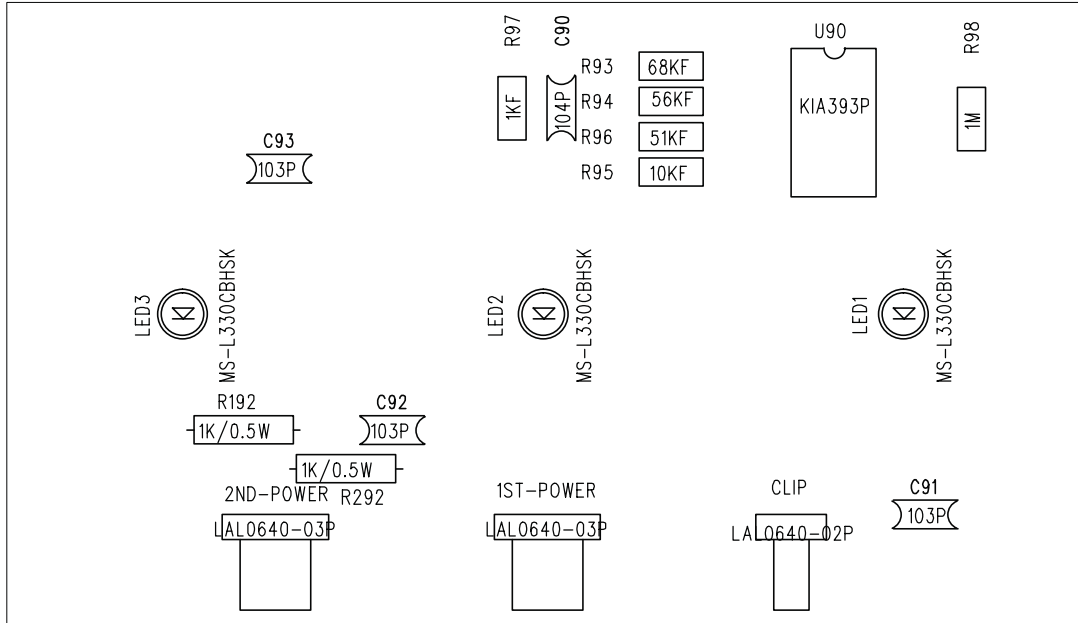 R97
C90
U90
R98
R93
68KF
1KF
104P
R94
56KF
KIA393P
1M
R96
51KF
C93
103P
R95
10KF
LED3
MS-L330CBHSK
LED2
MS-L330CBHSK
LED1
MS-L330CBHSK
R192
1K/0.5W
C92
103P
1K/0.5W
R292
2ND-POWER
LAL0640-03P
1ST-POWER
LAL0640-03P
CLIP
LAL0640-02P
C91
103P